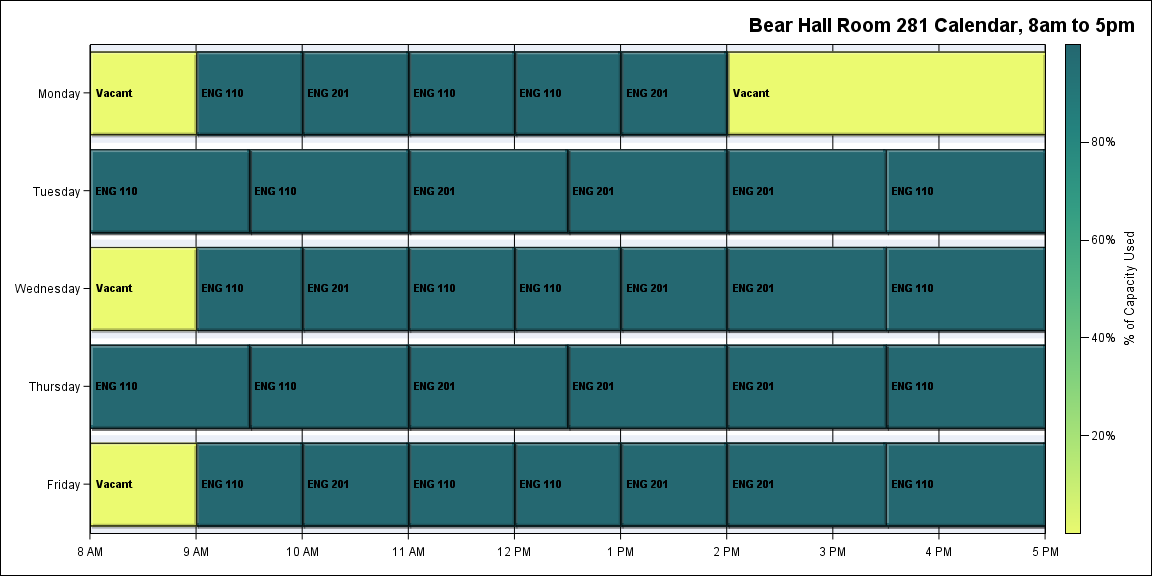 Bear Hall Room 281 Calendar, 8am to 5pm
Monday
Vacant
ENG 110
ENG 201
ENG 110
ENG 110
ENG 201
Vacant
Tuesday
ENG 110
ENG 110
ENG 201
ENG 201
ENG 201
ENG 110
Wednesday
Vacant
ENG 110
ENG 201
ENG 110
ENG 110
ENG 201
ENG 201
ENG 110
Thursday
ENG 110
ENG 110
ENG 201
ENG 201
ENG 201
ENG 110
Friday
Vacant
ENG 110
ENG 201
ENG 110
ENG 110
ENG 201
ENG 201
ENG 110
8 AM
9 AM
10 AM
11 AM
12 PM
1 PM
2 PM
3 PM
4 PM
5 PM
80%
60%
40%
20%
% of Capacity Used